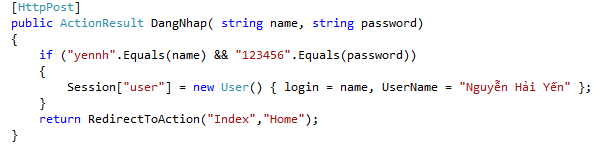 [HttpPost]
public ActionResult DangNhap( string name, string password)
{
if ("yennh".Equals(name) && "123456".Equals(password))
{
Session["user"] = new User() { login = name, UserName = "Nguyễn Hải Yến" };
}
return RedirectToAction("Index","Home");
}